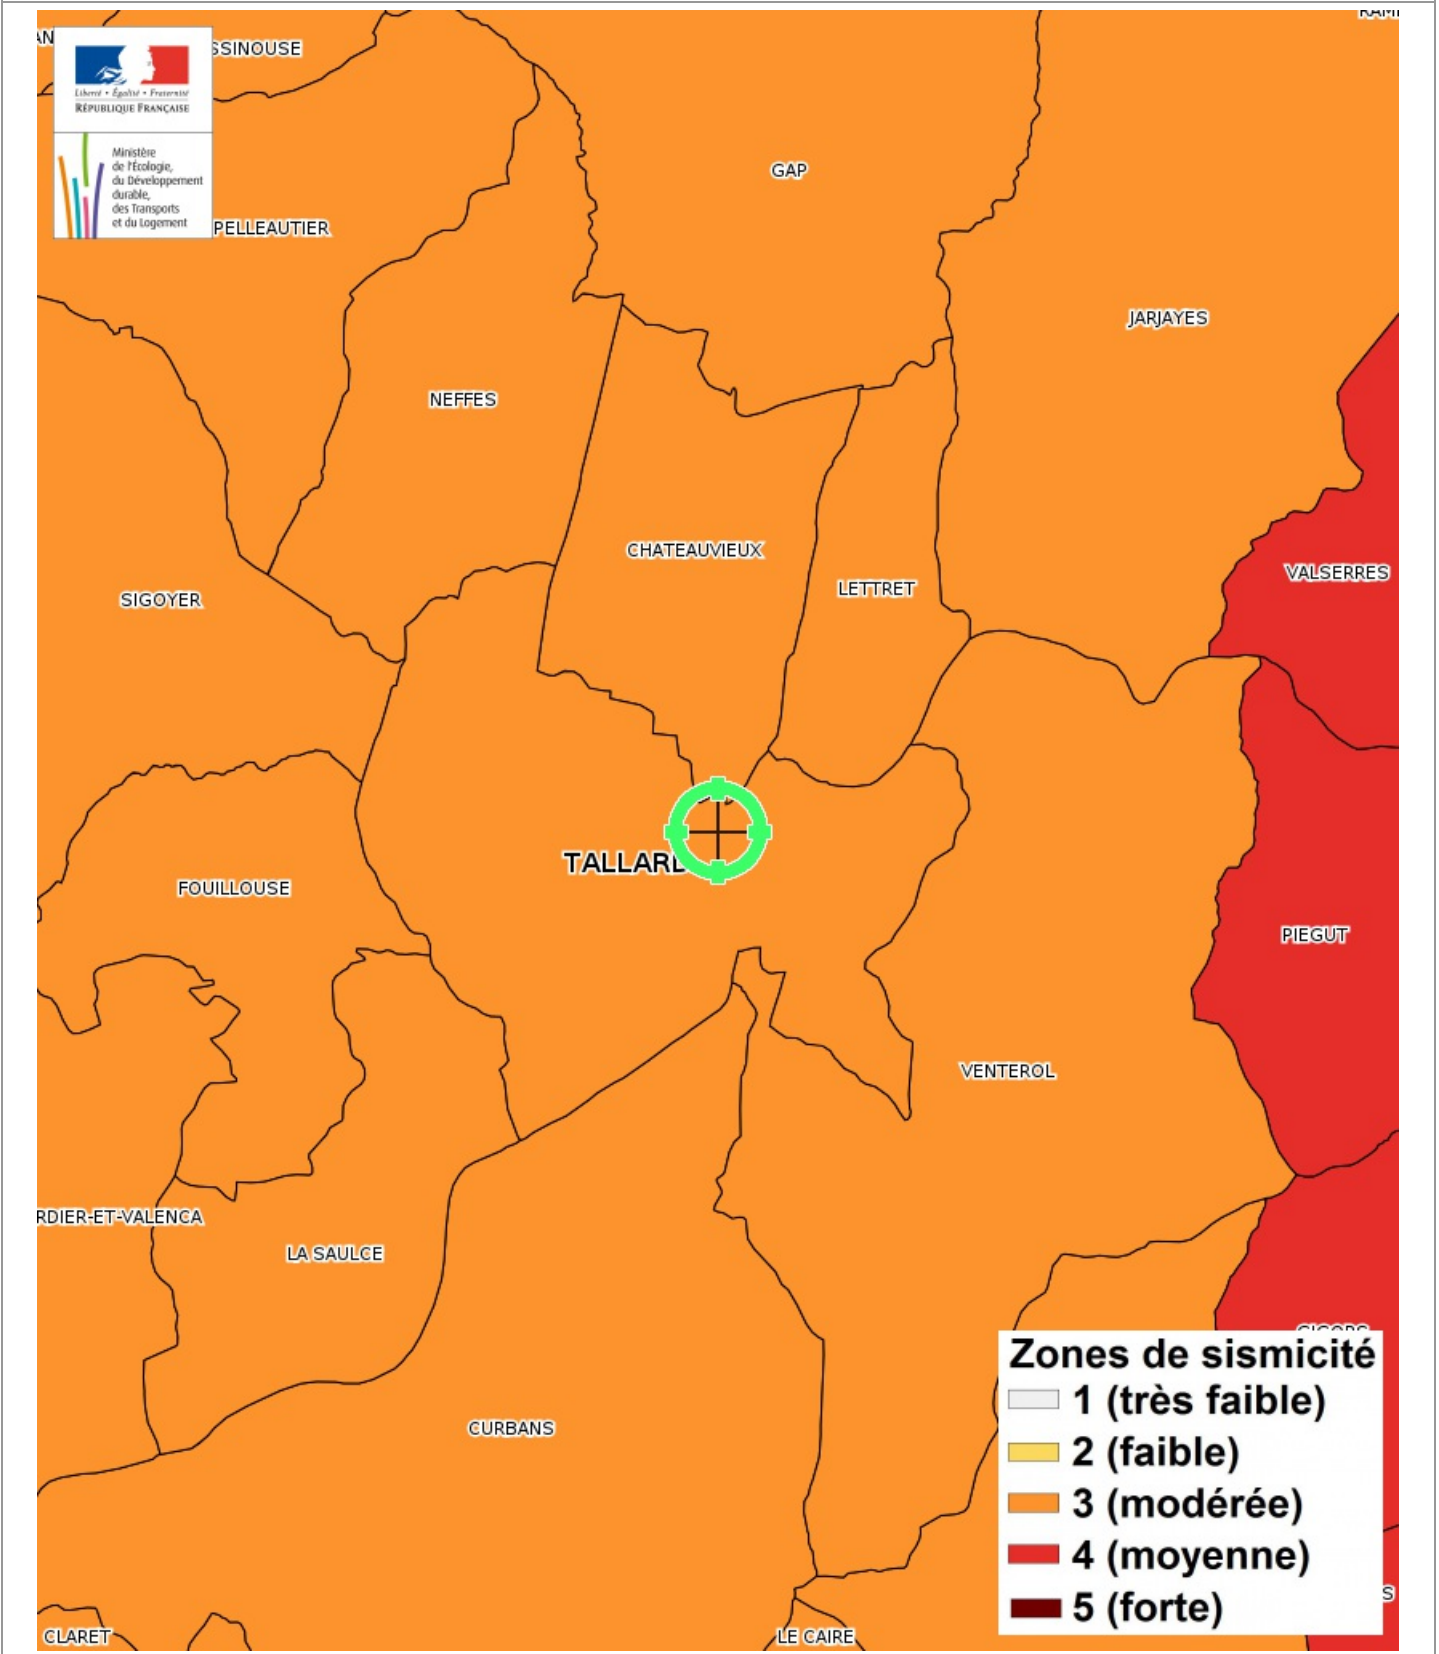 SSINOUSE
Liberté • Égalité • Fraternité
RÉPUBLIQUE FRANÇAISE
Ministère
de l'Écologie,
du Développement
durable,
des Transports
et du Logement
GAP
PELLEAUTIER
JARJAYES
NEFFES
CHATEAUVIEUX
VALSERRES
LETTRET
SIGOYER
TALLARD
FOUILLOUSE
PIEGUT
VENTEROL
RDIER-ET-VALENCA
LA SAULCE
CURBANS
Zones de sismicité
1 (très faible)
2 (faible)
3 (modérée)
4 (moyenne)
5 (forte)
S
CLARET
LE CAIRE